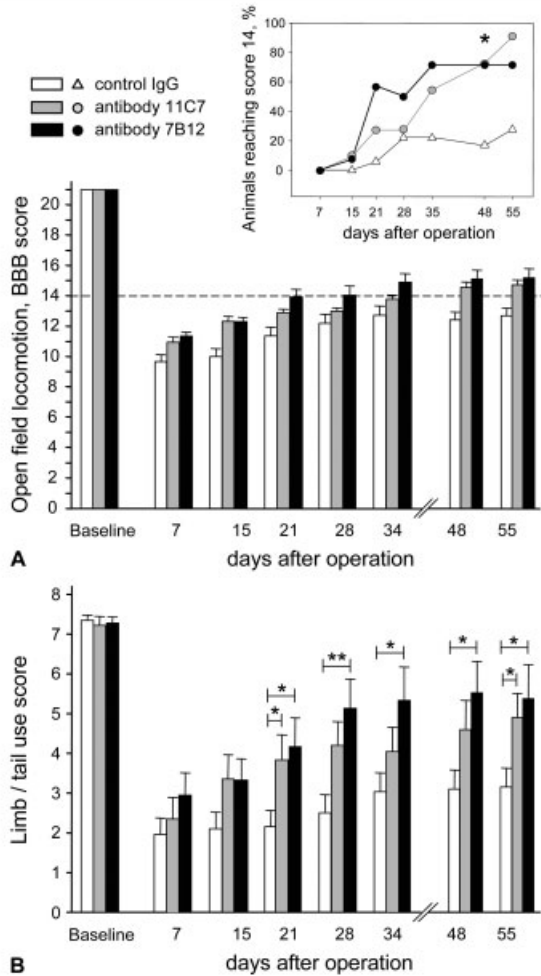 control IgG
antibody 11C7
antibody 7B12
Animals reaching score 14, %
100
80
60
40
20
0
*
7 15 21 28 35 48 55
days after operation
Open field locomotion, BBB score
20
18
16
14
12
10
8
6
4
2
0
Baseline 7 15 21 28 34 48 55
days after operation
A
Limb / tail use score
8
7
6
5
4
3
2
1
0
* * ** * * * *
Baseline 7 15 21 28 34 48 55
days after operation
B